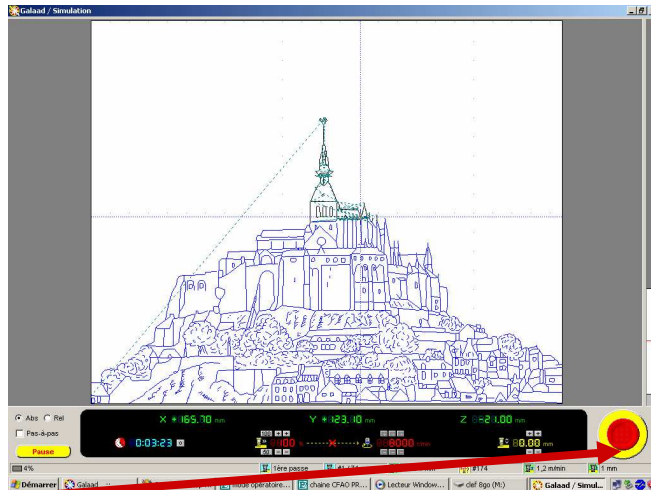 Galaad / Simulation
Abs Rel
Pas-à-pas
Pause
X +165.70 mm
Y +123.10 mm
Z 21.00 mm
0:03:23
100
8000
0.00 mm
4%
1ère passe
#174
1,2 m/min
1 mm
Démarrer
Galaad
mode opératoire...
chaine CFAO PR...
Lecteur Window...
clef 8go (M:)
Galaad / Simul...